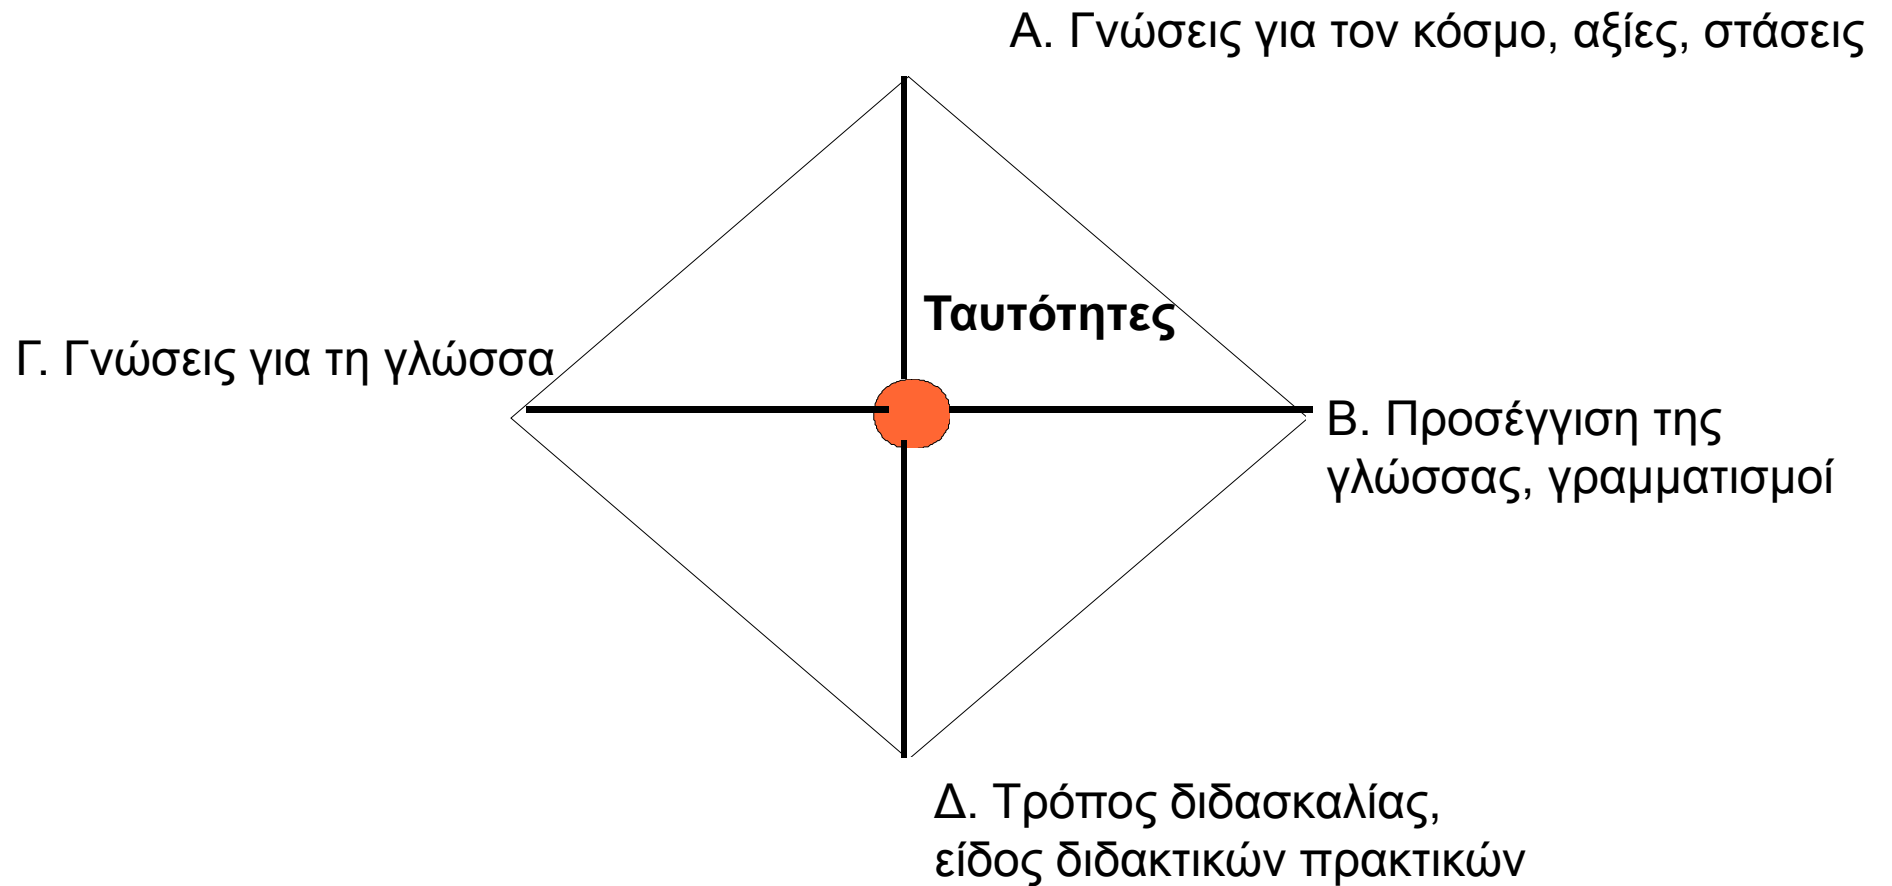 Α. Γνώσεις για τον κόσμο, αξίες, στάσεις
Ταυτότητες
Γ. Γνώσεις για τη γλώσσα
Β. Προσέγγιση της
γλώσσας, γραμματισμοί
Δ. Τρόπος διδασκαλίας,
είδος διδακτικών πρακτικών